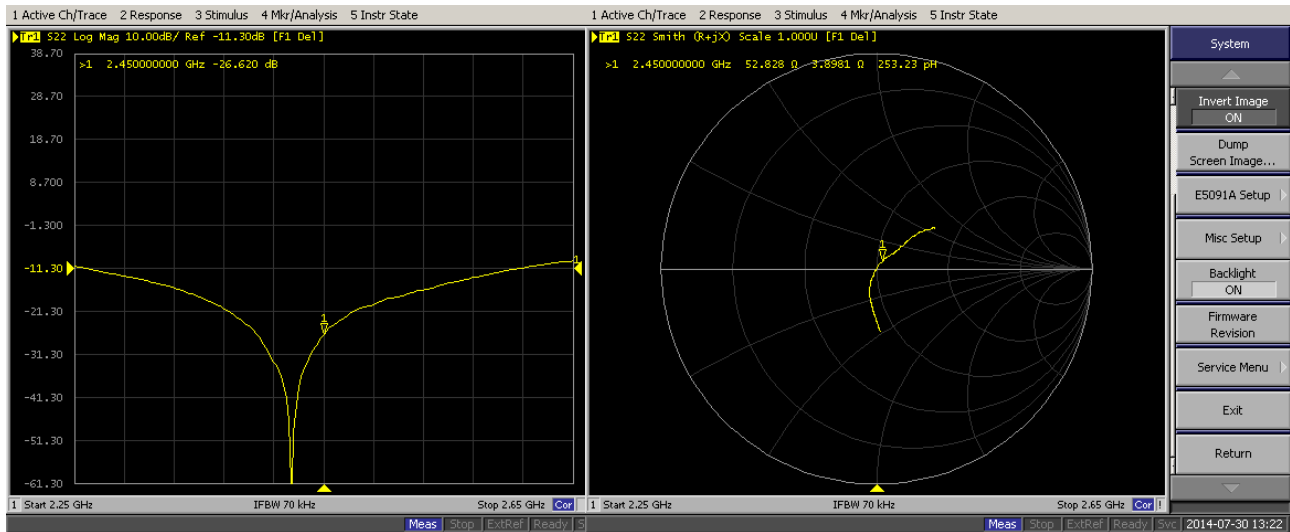 1 Active Ch/Trace 2 Response 3 Stimulus 4 Mkr/Analysis 5 Instr State
Tr1 S22 Log Mag 10.00dB/ Ref -11.30dB [F1 Del]
38.70
>1 2.450000000 GHz -26.620 dB
28.70
18.70
8.700
-1.300
-11.30
1
1
-21.30
-31.30
-41.30
-51.30
-61.30
1 Start 2.25 GHz IFBW 70 kHz Stop 2.65 GHz Cor
Meas Stop ExtRef Ready S
1 Active Ch/Trace 2 Response 3 Stimulus 4 Mkr/Analysis 5 Instr State
Tr1 S22 Smith (R+jX) Scale 1.000U [F1 Del]
>1 2.450000000 GHz 52.828 Ω 3.8981 Ω 253.23 pH
1
1 Start 2.25 GHz IFBW 70 kHz Stop 2.65 GHz Cor !
Meas Stop ExtRef Ready Svc 2014-07-30 13:22
System
Invert Image
ON
Dump
Screen Image...
E5091A Setup
Misc Setup
Backlight
ON
Firmware
Revision
Service Menu
Exit
Return